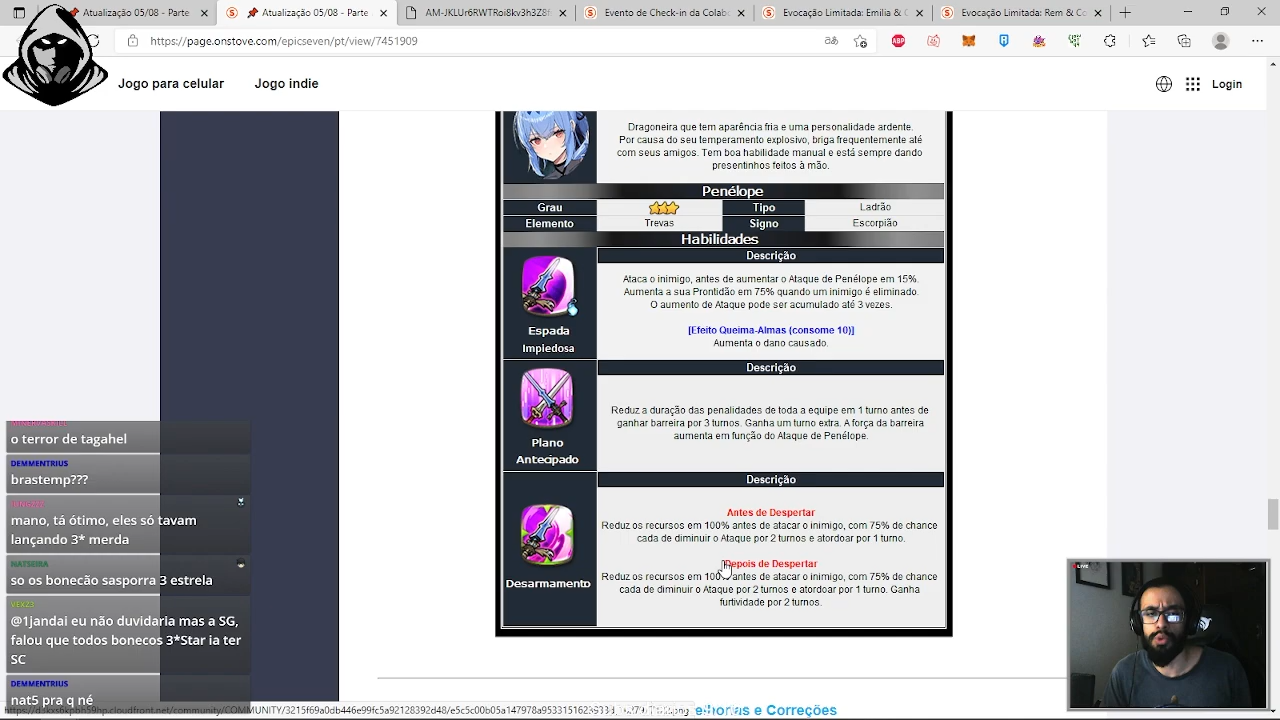 Atualização 05/08 - Parte
Atualização 05/08 - Parte
Evento de Check-in da Colab
Evocação Limitada: Emilia & C
Evocação Limitada: Rem & Co
https://page.onstove.com/epicseven/pt/view/7451909
Jogo para celular
Jogo indie
Login
Dragoneira que tem aparência fria e uma personalidade ardente.
Por causa do seu temperamento explosivo, briga frequentemente até
com seus amigos. Tem boa habilidade manual e está sempre dando
presentinhos feitos à mão.
Penélope
Grau
Tipo
Ladrão
Elemento
Trevas
Signo
Escorpião
Habilidades
Descrição
Ataca o inimigo, antes de aumentar o Ataque de Penélope em 15%.
Aumenta a sua Prontidão em 75% quando um inimigo é eliminado.
O aumento de Ataque pode ser acumulado até 3 vezes.
[Efeito Queima-Almas (consome 10)]
Aumenta o dano causado.
Espada
Impiedosa
Descrição
Reduz a duração das penalidades de toda a equipe em 1 turno antes de
ganhar barreira por 3 turnos. Ganha um turno extra. A força da barreira
aumenta em função do Ataque de Penélope.
Plano
Antecipado
Descrição
Antes de Despertar
Reduz os recursos em 100% antes de atacar o inimigo, com 75% de chance
cada de diminuir o Ataque por 2 turnos e atordoar por 1 turno.
Depois de Despertar
Reduz os recursos em 100% antes de atacar o inimigo, com 75% de chance
cada de diminuir o Ataque por 2 turnos e atordoar por 1 turno. Ganha
furtividade por 2 turnos.
Desarmamento
o terror de tagahel
DEMMENTRIUS
brastemp???
mano, tá ótimo, eles só tavam
lançando 3* merda
NATSEIRA
so os bonecão sasporra 3 estrela
VEXZ3
@1jandai eu não duvidaria mas a SG,
falou que todos bonecos 3*Star ia ter
SC
DEMMENTRIUS
nat5 pra q né
LIVE
elhorias e Correções